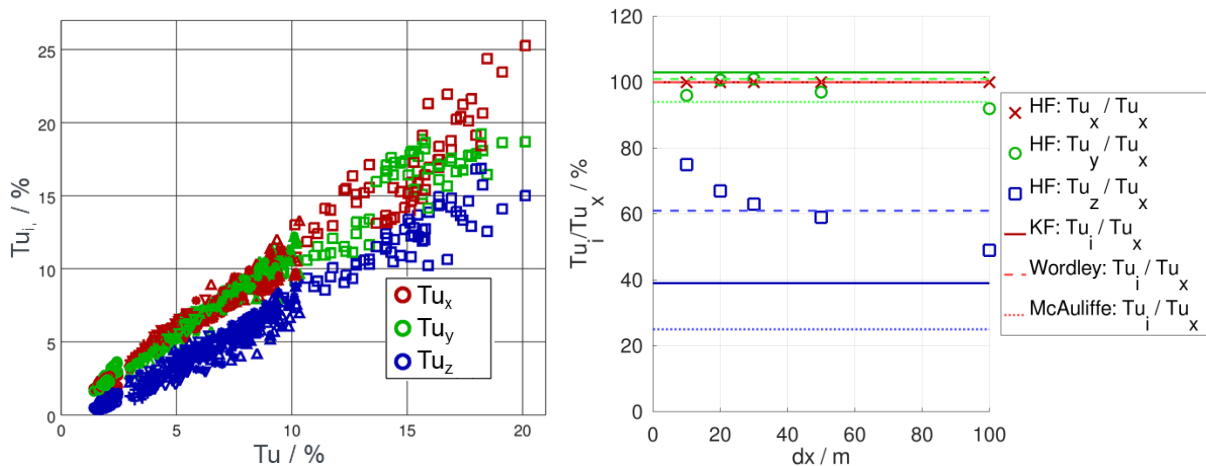 25
20
15
10
5
0
0
5
10
15
20
Tu_i, / %
Tu / %
Tu_x
Tu_y
Tu_z
120
100
80
60
40
20
0
0
20
40
60
80
100
Tu_i/Tu_x / %
dx / m
HF: Tu_x / Tu_x
HF: Tu_y / Tu_x
HF: Tu_z / Tu_x
KF: Tu_i / Tu_x
Wordley: Tu_i / Tu_x
McAuliffe: Tu_i / Tu_x